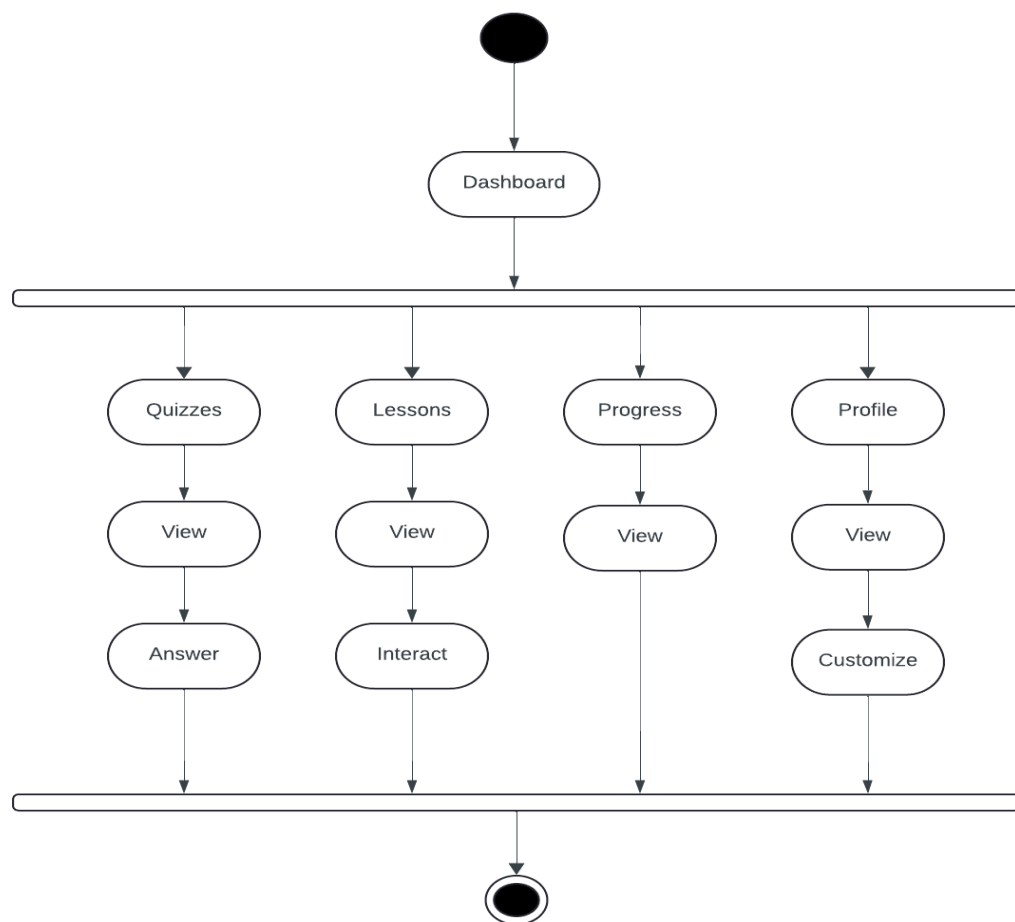 Dashboard
Quizzes
Lessons
Progress
Profile
View
View
View
View
Answer
Interact
Customize